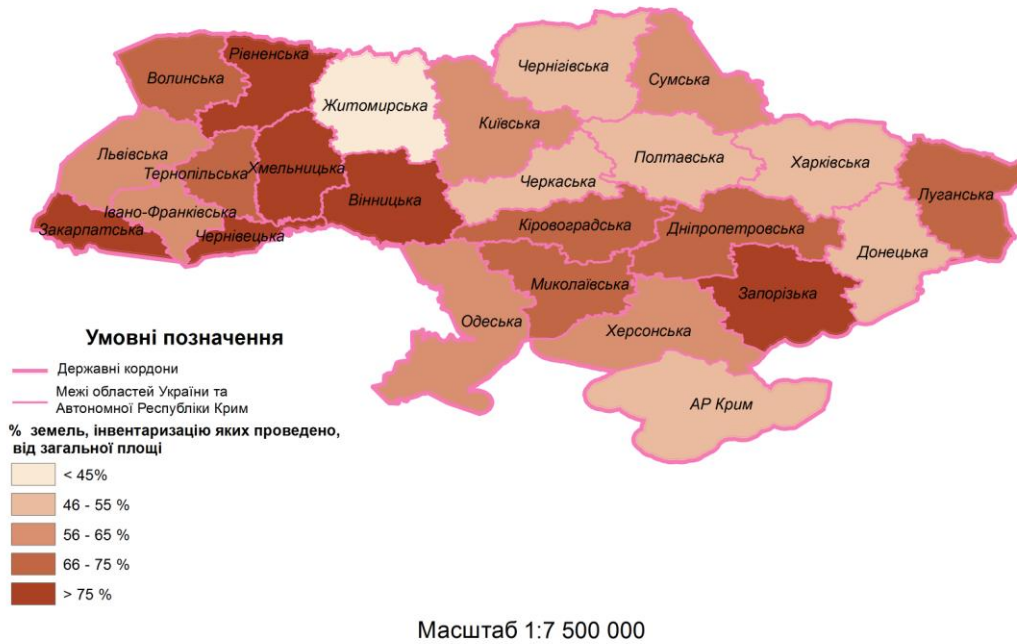 Рівненська
Волинська
Житомирська
Чернігівська
Сумська
Київська
Львівська
Тернопільська
Хмельницька
Вінницька
Черкаська
Полтавська
Харківська
Луганська
Івано-Франківська
Закарпатська
Чернівецька
Кіровоградська
Дніпропетровська
Донецька
Миколаївська
Запорізька
Одеська
Херсонська
АР Крим
Умовні позначення
Державні кордони
Межі областей України та
Автономної Республіки Крим
% земель, інвентаризацію яких проведено,
від загальної площі
< 45%
46 - 55 %
56 - 65 %
66 - 75 %
> 75 %
Масштаб 1:7 500 000